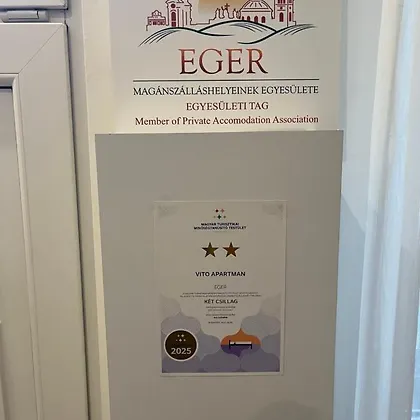 EGER
MAGÁNSZÁLLÁSHELYEINEK EGYESÜLETE
EGYESÜLETI TAG
Member of Private Accomodation Association
MAGYAR TURISZTIKAI
MINŐSÉGTANÚSÍTÓ TESTÜLET
VITO APARTMAN
EGER
KÉT CSILLAG
2025